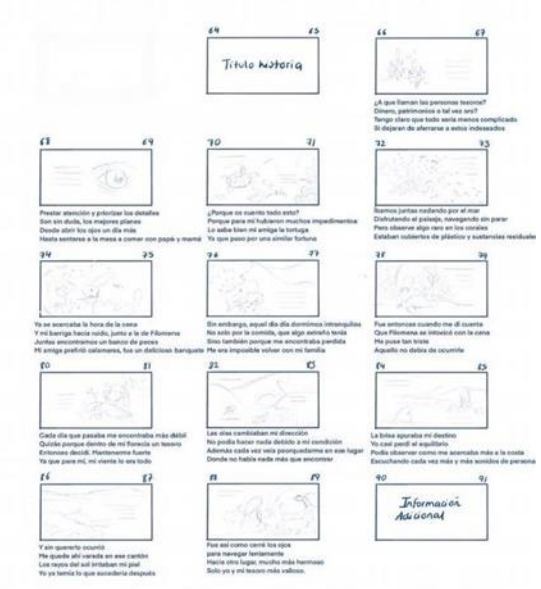 64 65
Título historia
66 67
¿A que llaman las personas tesoros?
Dinero, patrimonios o tal vez oro?
Tengo claro que todo sería menos complicado
Si dejaran de aferrarse a estos indeseados
68 69
Prestar atención y priorizar los detalles
Son sin duda, los mejores planes
Desde abrir los ojos un día más
Hasta sentarse a la mesa a comer con papá y mamá
70 71
¿Porque os cuento todo esto?
Porque para mí hubieron muchos impedimentos
Lo sabe bien mi amiga la tortuga
Ya que paso por una similar fortuna
72 73
Íbamos juntas nadando por el mar
Disfrutando el paisaje, navegando sin parar
Pero observe algo raro en los corales
Estaban cubiertos de plástico y sustancias residuales
74 75
Ya se acercaba la hora de la cena
Y mi barriga hacía ruido, junto a la de Filomena
Juntas encontramos un banco de peces
Mi amiga prefirió calamares, fue un delicioso banquete
76 77
Sin embargo, aquel día día dormimos intranquilas
No solo por la comida, que algo extraño tenía
Sino también porque me encontraba perdida
Me era imposible volver con mi familia
78 79
Fue entonces cuando me di cuenta
Que Filomena se intoxicó con la cena
Me puse tan triste
Aquello no debía de ocurrirle
80 81
Cada día que pasaba me encontraba más débil
Quizás porque dentro de mi florecía un tesoro
Entonces decidí. Mantenerme fuerte
Ya que para mí, mi vientre lo era todo
82 83
Las olas cambiaban mi dirección
No podía hacer nada debido a mi condición
Además cada vez veía en ese lugar
Donde no había nada más que encontrar
84 85
La brisa apuraba mi destino
Yo casi perdí el equilibrio
Podía observar como me acercaba más a la costa
Escuchando cada vez más y más sonidos de persona
86 87
Y sin quererlo ocurrió
Me quede ahí varada en ese cantón
Los rayos del sol irritaban mi piel
Yo ya temía lo que sucedería después
88 89
Fue así como cerré los ojos
para navegar lentamente
Hacia otro lugar, mucho más hermoso
Solo yo y mi tesoro más valioso.
90 91
Información
Adicional